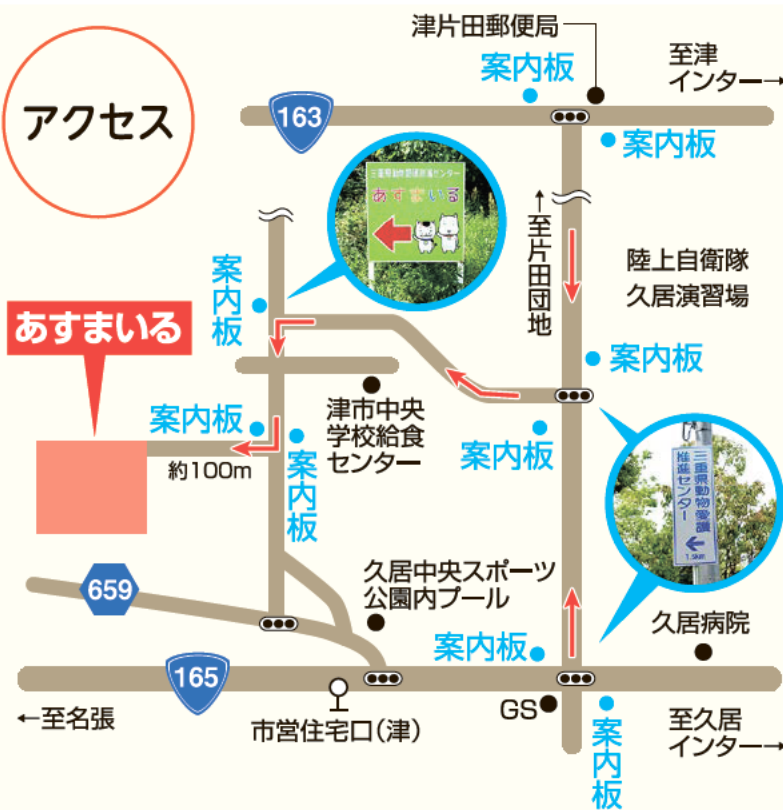 アクセス
津片田郵便局
至津
インター→
案内板
163
案内板
三重県動物愛護推進センター
あすまいる
↑至片田団地
陸上自衛隊
久居演習場
案内板
あすまいる
案内板
津市中央
学校給食
センター
案内板
案内板
案内板
約100m
三重県動物愛護
推進センター
←
1.5km
659
久居中央スポーツ
公園内プール
久居病院
案内板
165
GS
←至名張
市営住宅口(津)
案内板
至久居
インター→